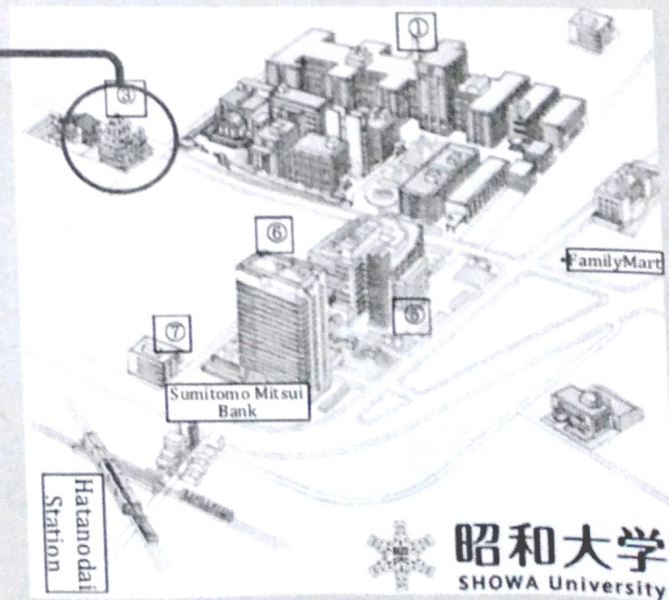 ①
③
⑥
FamilyMart
⑤
⑦
Sumitomo Mitsui
Bank
Hatanodai
Station
昭和大学
SHOWA University